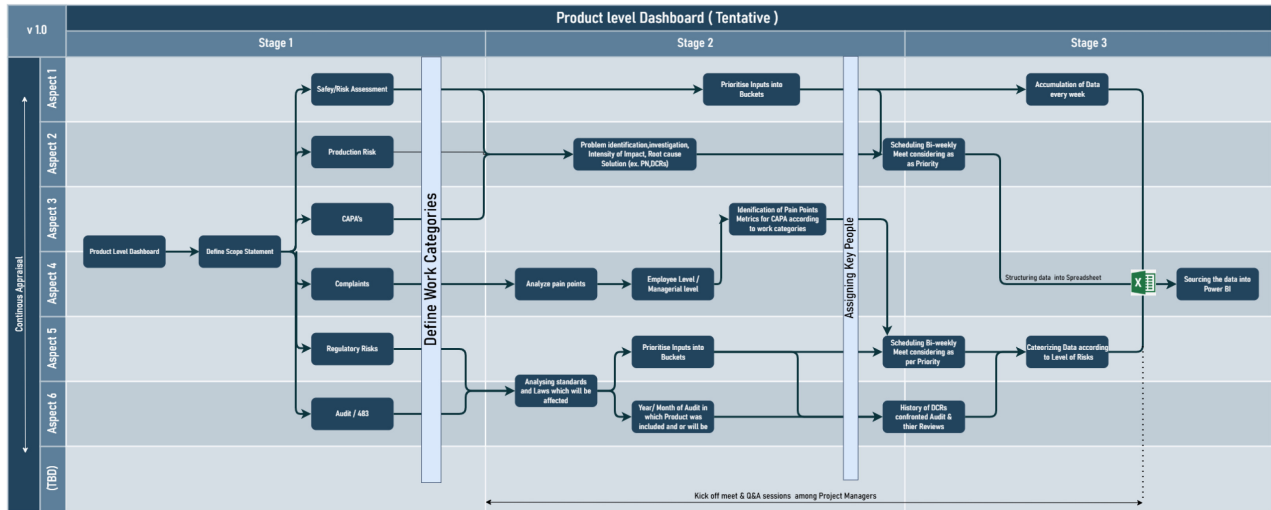 v 1.0
Product level Dashboard ( Tentative )
Stage 1
Stage 2
Stage 3
Continous Appraisal
Aspect 1
Aspect 2
Aspect 3
Aspect 4
Aspect 5
Aspect 6
(TBD)
Product Level Dashboard
Define Scope Statement
Safey/Risk Assessment
Production Risk
CAPA's
Complaints
Regulatory Risks
Audit / 483
Define Work Categories
Prioritise Inputs into
Buckets
Problem identification,investigation,
Intensity of Impact, Root cause
Solution (ex. PN,DCRs)
Idenification of Pain Points
Metrics for CAPA according
to work categories
Analyze pain points
Employee Level /
Managerial level
Analysing standards
and Laws which will be
affected
Prioritise Inputs into
Buckets
Year/ Month of Audit in
which Product was
included and or will be
Assigning Key People
Scheduling Bi-weekly
Meet considering as
as Priority
Scheduling Bi-weekly
Meet considering as
per Priority
History of DCRs
confronted Audit &
thier Reviews
Accumulation of Data
every week
Structuring data into Spreadsheet
X
Sourcing the data into
Power BI
Cateorizing Data according
to Level of Risks
Kick off meet & Q&A sessions among Project Managers